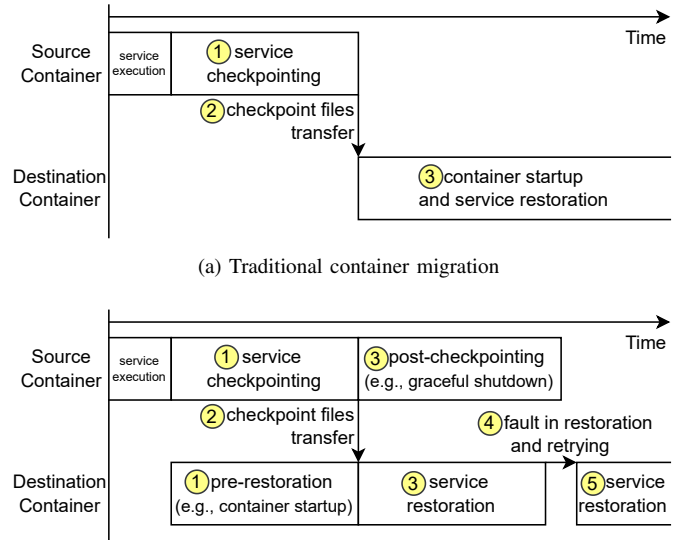 Time
Source
Container
service
execution
1 service
checkpointing
2 checkpoint files
transfer
Destination
Container
3 container startup
and service restoration
(a) Traditional container migration
Time
Source
Container
service
execution
1 service
checkpointing
3 post-checkpointing
(e.g., graceful shutdown)
2 checkpoint files
transfer
4 fault in restoration
and retrying
Destination
Container
1 pre-restoration
(e.g., container startup)
3 service
restoration
5 service
restoration